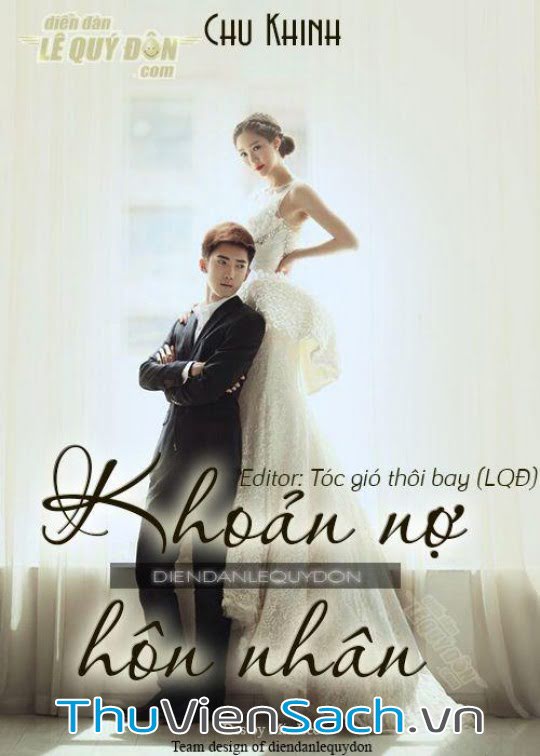 diễn đàn
LÊ QUÝ ĐÔN
.com
CHU KHINH
Editor: Tóc gió thôi bay (LQĐ)
Khoản nợ
DIENDANLEQUYDON
hôn nhân
ThuVienSach.vn
Team design of diendanlequydon